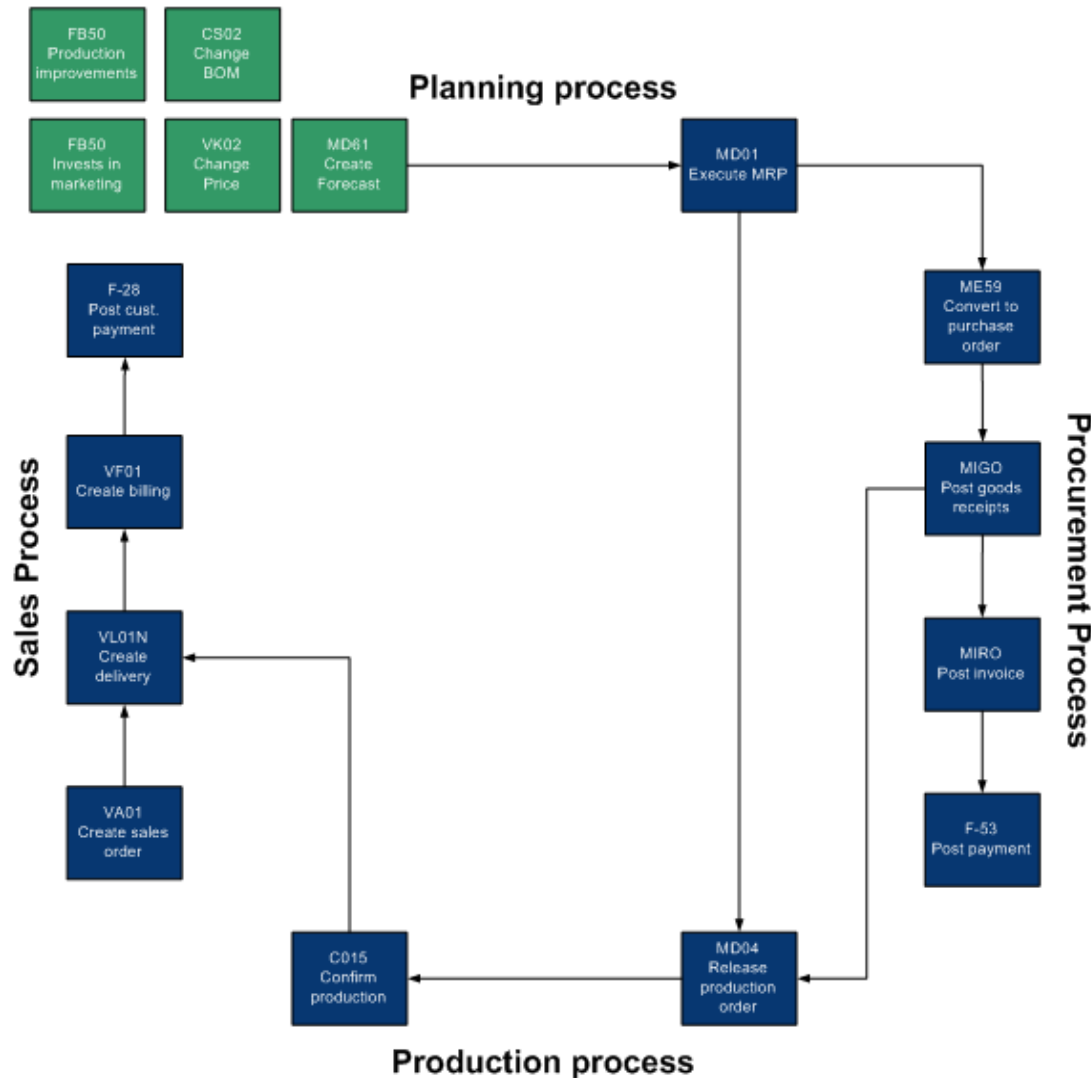 FB50
Production
improvements
CS02
Change
BOM
Planning process
FB50
Invests in
marketing
VK02
Change
Price
MD61
Create
Forecast
MD01
Execute MRP
F-28
Post cust.
payment
ME59
Convert to
purchase
order
VF01
Create billing
MIGO
Post goods
receipts
Sales Process
Procurement Process
VL01N
Create
delivery
MIRO
Post invoice
VA01
Create sales
order
F-53
Post payment
C015
Confirm
production
MD04
Release
production
order
Production process